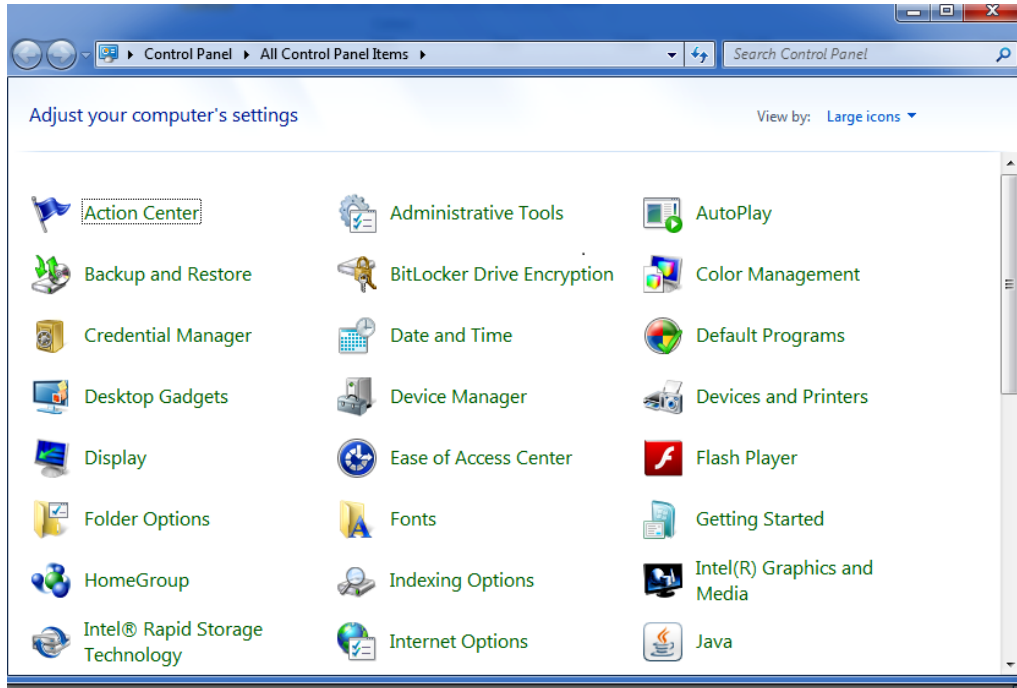 Control Panel All Control Panel Items
Search Control Panel
Adjust your computer's settings
View by: Large icons
Action Center Administrative Tools AutoPlay
Backup and Restore BitLocker Drive Encryption Color Management
Credential Manager Date and Time Default Programs
Desktop Gadgets Device Manager Devices and Printers
Display Ease of Access Center Flash Player
Folder Options Fonts Getting Started
HomeGroup Indexing Options Intel(R) Graphics and
Media
Intel® Rapid Storage
Technology Internet Options Java